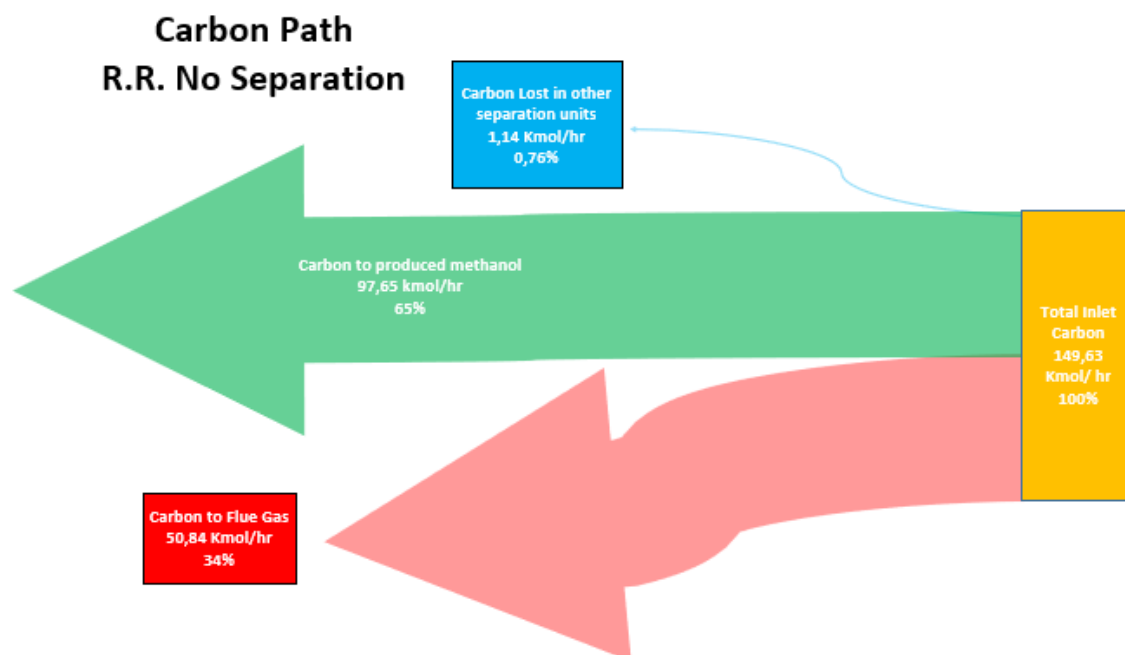 Carbon Path
R.R. No Separation
Carbon Lost in other
separation units
1,14 Kmol/hr
0,76%
Carbon to produced methanol
97,65 kmol/hr
65%
Total Inlet
Carbon
149,63
Kmol/ hr
100%
Carbon to Flue Gas
50,84 Kmol/hr
34%